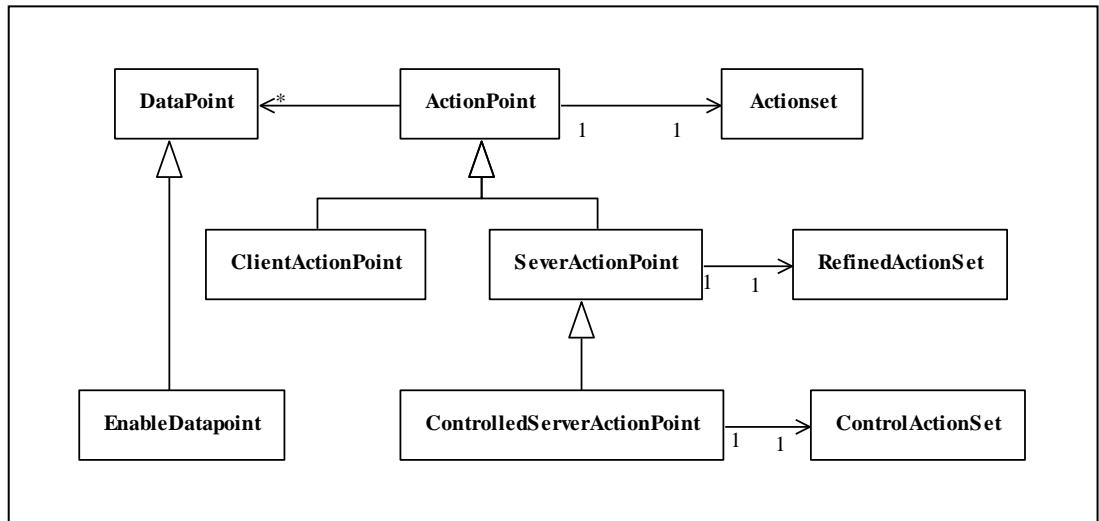 DataPoint
*
ActionPoint
1
1
Actionset
ClientActionPoint
SeverActionPoint
1
1
RefinedActionSet
EnableDatapoint
ControlledServerActionPoint
1
1
ControlActionSet